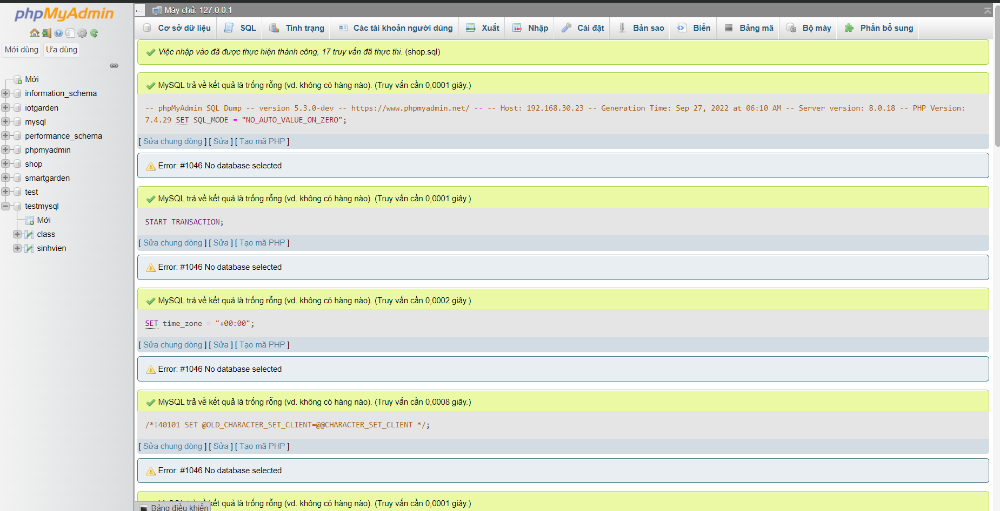 phpMyAdmin
Mới dùng Ưa dùng
Mới
information_schema
iotgarden
mysql
performance_schema
phpmyadmin
shop
smartgarden
test
testmysql
Mới
class
sinhvien
Máy chủ: 127.0.0.1
Cơ sở dữ liệu SQL Tình trạng Các tài khoản người dùng Xuất Nhập Cài đặt Bản sao Biến Bảng mã Bộ máy Phần bổ sung
Việc nhập vào đã được thực hiện thành công, 17 truy vấn đã thực thi. (shop.sql)
MySQL trả về kết quả là trống rỗng (vd. không có hàng nào). (Truy vấn cần 0,0001 giây.)
-- phpMyAdmin SQL Dump -- version 5.3.0-dev -- https://www.phpmyadmin.net/ -- -- Host: 192.168.30.23 -- Generation Time: Sep 27, 2022 at 06:10 AM -- Server version: 8.0.18 -- PHP Version:
7.4.29 SET SQL_MODE = "NO_AUTO_VALUE_ON_ZERO";
[ Sửa chung dòng ] [ Sửa ] [ Tạo mã PHP ]
Error: #1046 No database selected
MySQL trả về kết quả là trống rỗng (vd. không có hàng nào). (Truy vấn cần 0,0001 giây.)
START TRANSACTION;
[ Sửa chung dòng ] [ Sửa ] [ Tạo mã PHP ]
Error: #1046 No database selected
MySQL trả về kết quả là trống rỗng (vd. không có hàng nào). (Truy vấn cần 0,0002 giây.)
SET time_zone = "+00:00";
[ Sửa chung dòng ] [ Sửa ] [ Tạo mã PHP ]
Error: #1046 No database selected
MySQL trả về kết quả là trống rỗng (vd. không có hàng nào). (Truy vấn cần 0,0008 giây.)
/*!40101 SET @OLD_CHARACTER_SET_CLIENT=@@CHARACTER_SET_CLIENT */;
[ Sửa chung dòng ] [ Sửa ] [ Tạo mã PHP ]
Error: #1046 No database selected
MySQL trả về kết quả là trống rỗng (vd. không có hàng nào). (Truy vấn cần 0,0001 giây.)
Bảng điều khiển